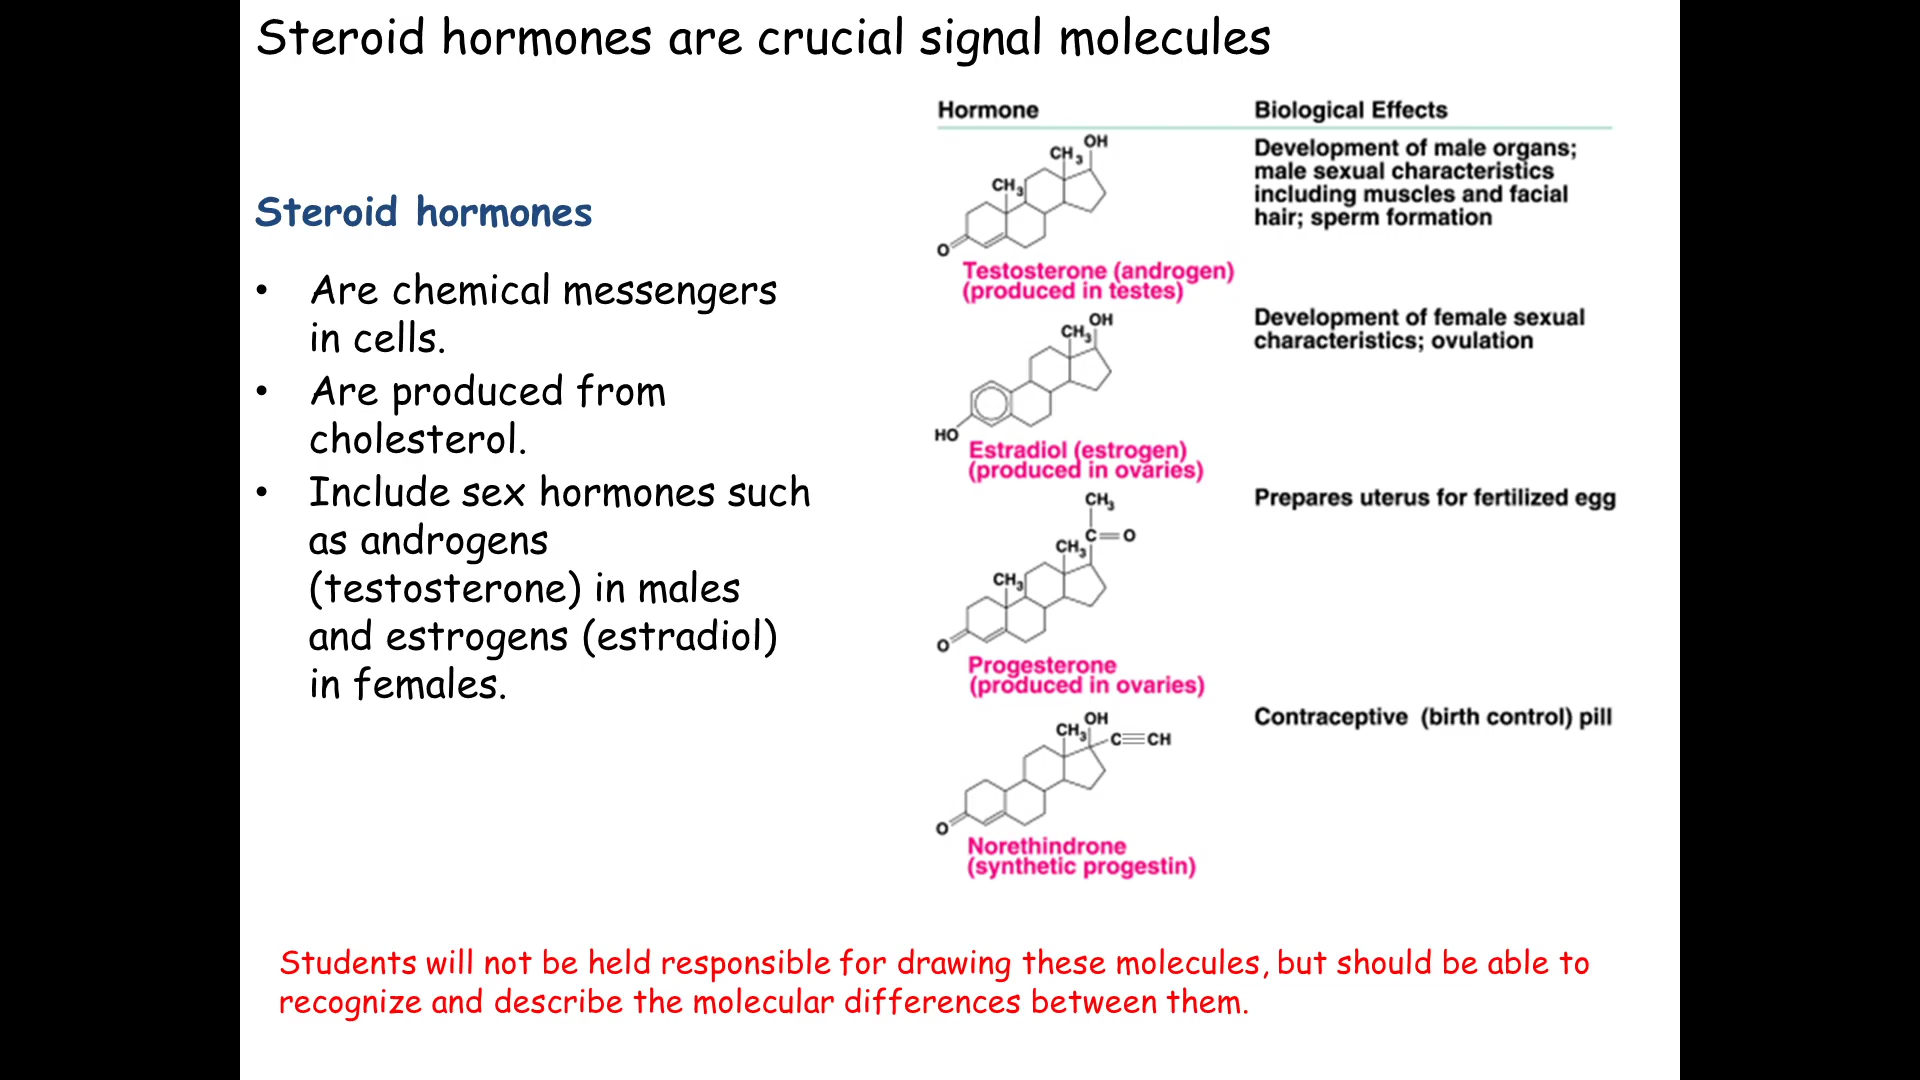 Steroid hormones are crucial signal molecules
Steroid hormones
• Are chemical messengers
in cells.
• Are produced from
cholesterol.
• Include sex hormones such
as androgens
(testosterone) in males
and estrogens (estradiol)
in females.
Hormone
Biological Effects
OH
CH3
CH3
O
Testosterone (androgen)
(produced in testes)
Development of male organs;
male sexual characteristics
including muscles and facial
hair; sperm formation
OH
CH3
HO
Estradiol (estrogen)
(produced in ovaries)
Development of female sexual
characteristics; ovulation
CH3
C=O
CH3
CH3
O
Progesterone
(produced in ovaries)
Prepares uterus for fertilized egg
OH
CH3
C≡CH
O
Norethindrone
(synthetic progestin)
Contraceptive (birth control) pill
Students will not be held responsible for drawing these molecules, but should be able to
recognize and describe the molecular differences between them.